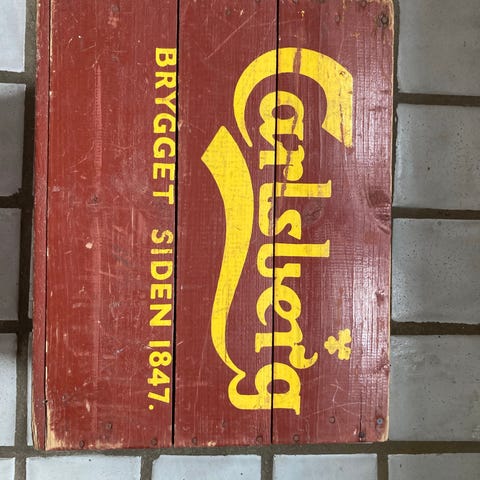 Carlsberg
BRYGGET SIDEN 1847.